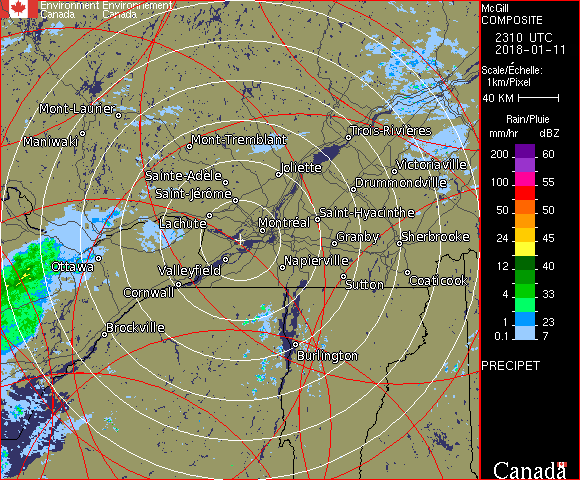 Environment Environnement
Canada Canada
McGill
COMPOSITE
2310 UTC
2018-01-11
Scale/Échelle:
1km/Pixel
40 KM
Rain/Pluie
mm/hr dBZ
200 60
100 55
50 50
24 45
12 40
4 33
1 23
0.1 7
PRECIPET
Canada
Mont-Laurier
Maniwaki
Mont-Tremblant
Trois-Rivières
Joliette
Victoriaville
Sainte-Adèle
Drummondville
Saint-Jérôme
Lachute
Saint-Hyacinthe
Montréal
Granby
Sherbrooke
Ottawa
Valleyfield
Napierville
Sutton
Coaticook
Cornwall
Brockville
Burlington